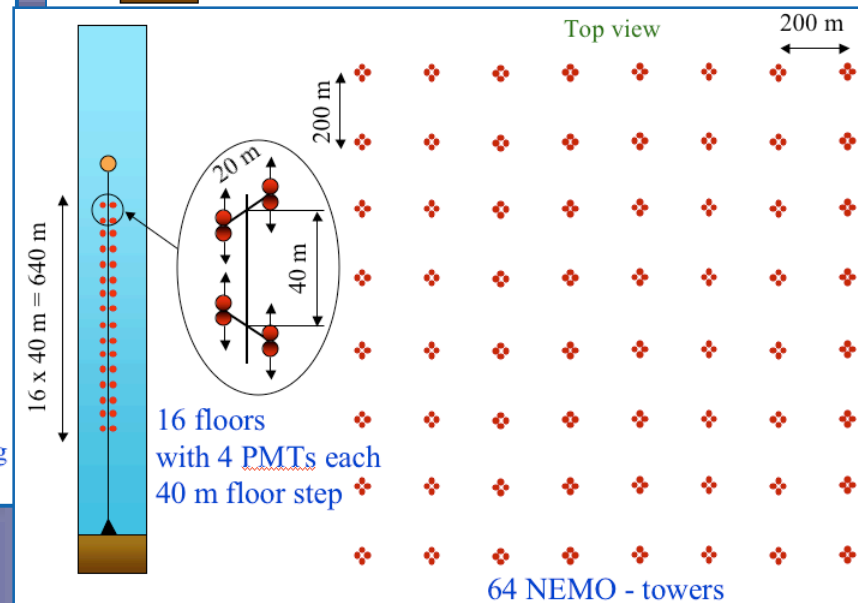 Top view
200 m
200 m
20 m
40 m
16 x 40 m = 640 m
16 floors
with 4 PMTs each
40 m floor step
g
64 NEMO - towers